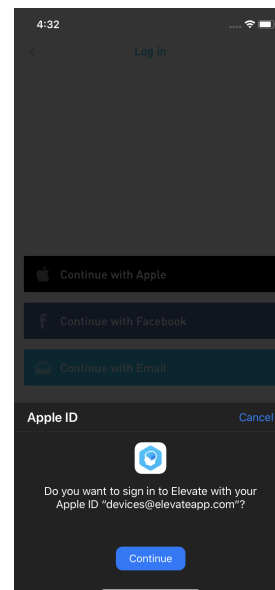 4:32
Log in
Continue with Apple
Continue with Facebook
Continue with Email
Apple ID
Cancel
Do you want to sign in to Elevate with your
Apple ID “devices@elevateapp.com”?
Continue